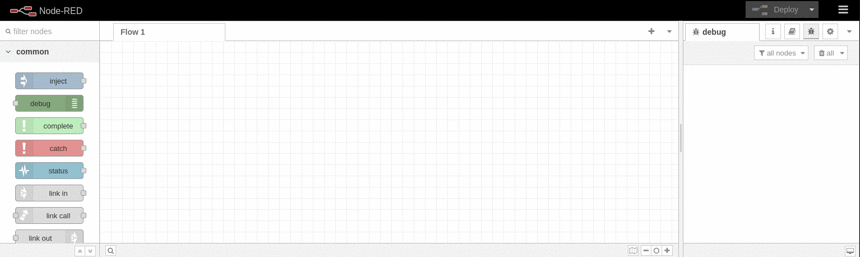 Node-RED
Deploy
filter nodes
Flow 1
debug
i
common
all nodes
all
inject
debug
complete
catch
status
link in
link call
link out